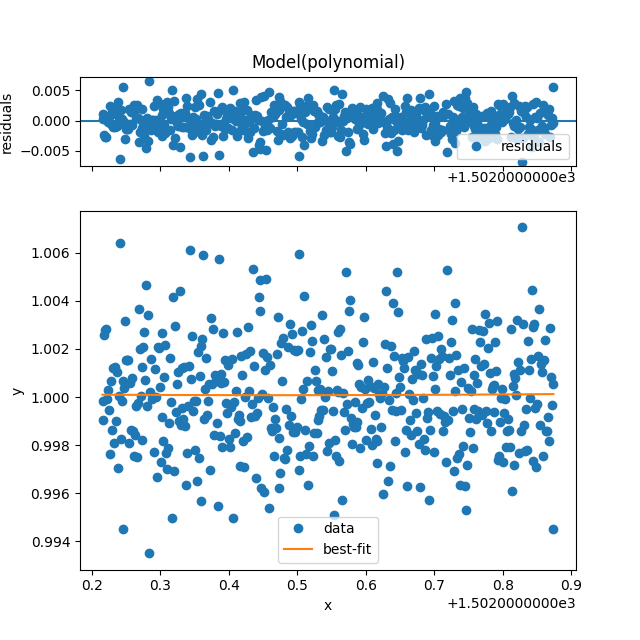 Model(polynomial)
0.005
0.000
−0.005
residuals
residuals
+1.5020000000e3
1.006
1.004
1.002
1.000
0.998
0.996
0.994
y
data
best-fit
0.2 0.3 0.4 0.5 0.6 0.7 0.8 0.9
x
+1.5020000000e3